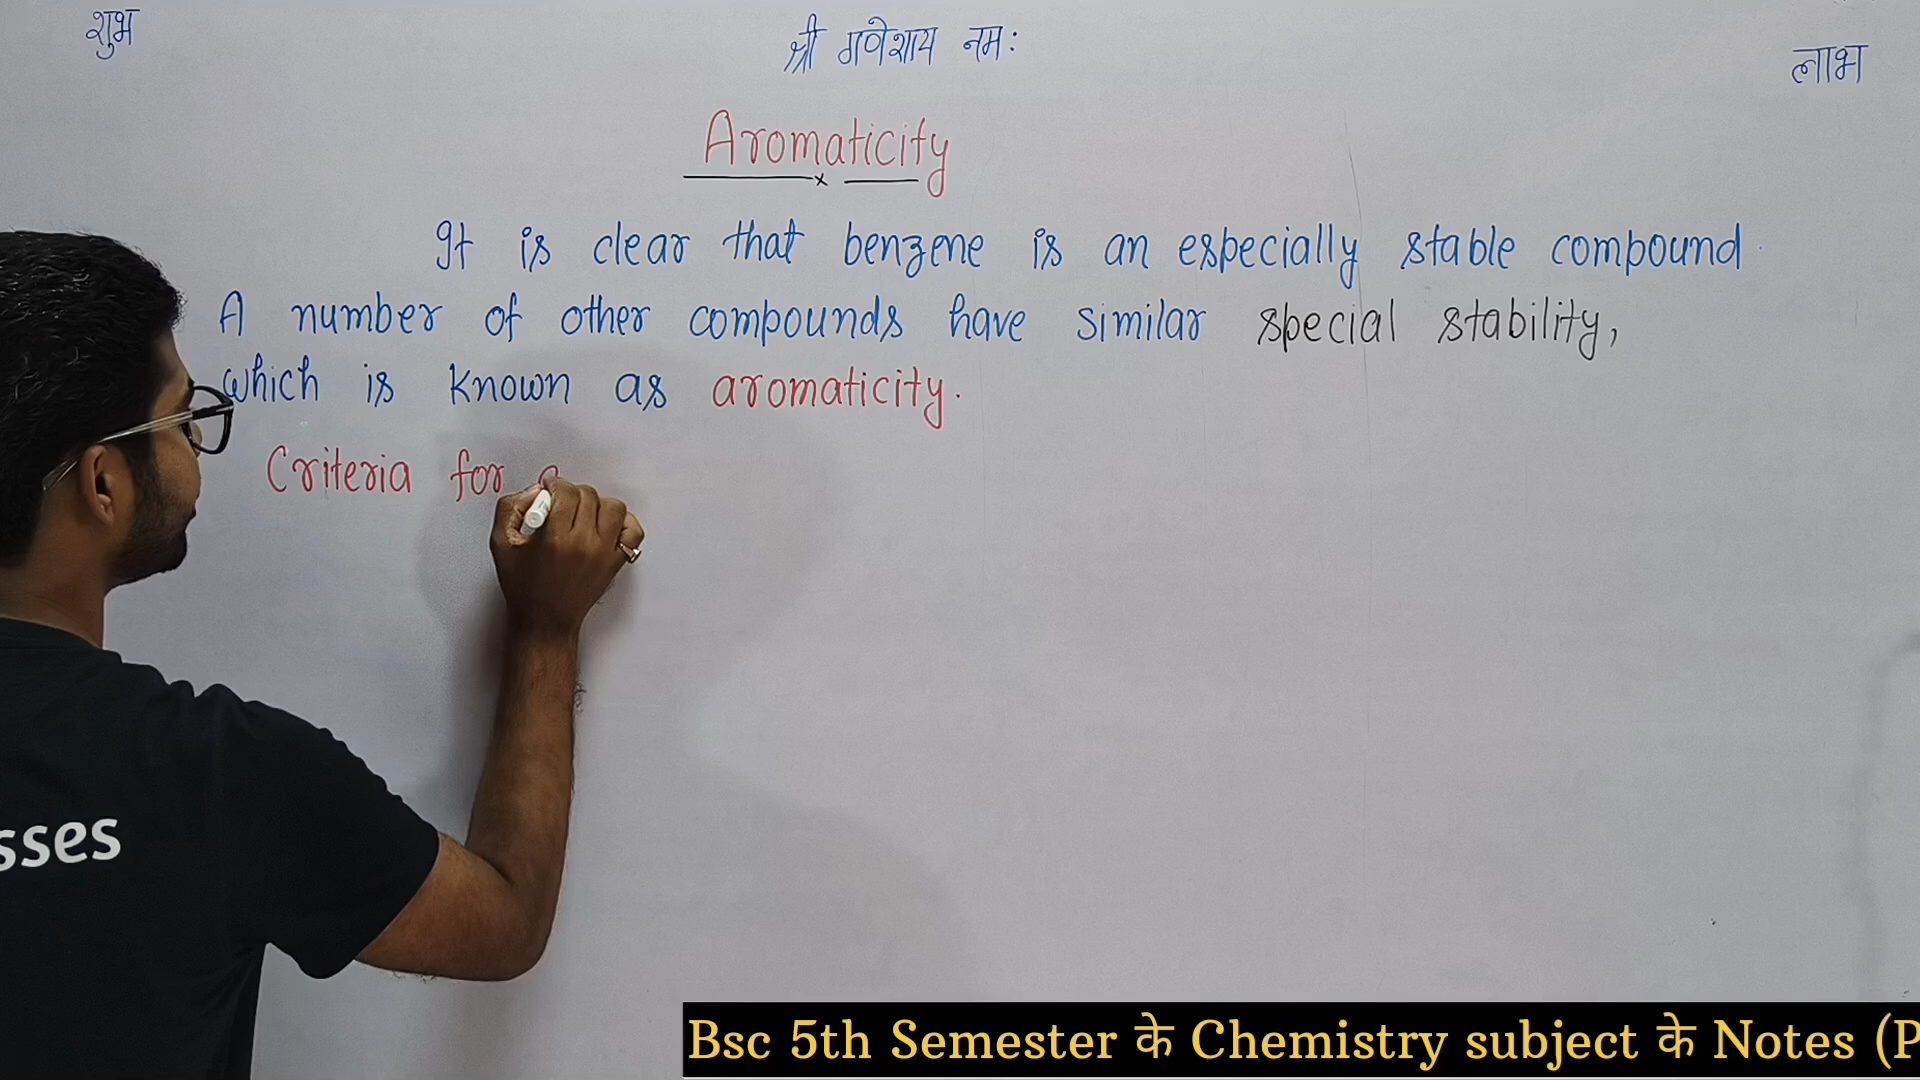 शुभ
श्री गणेशाय नमः
लाभ
Aromaticity
It is clear that benzene is an especially stable compound.
A number of other compounds have similar special stability,
which is known as aromaticity.
Criteria for a
sses
Bsc 5th Semester के Chemistry subject के Notes (P